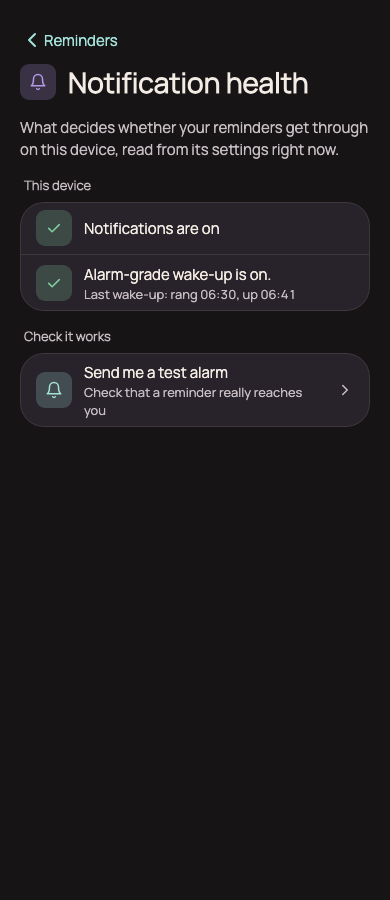 Reminders
Notification health
What decides whether your reminders get through
on this device, read from its settings right now.
This device
Notifications are on
Alarm-grade wake-up is on.
Last wake-up: rang 06:30, up 06:41
Check it works
Send me a test alarm
Check that a reminder really reaches
you